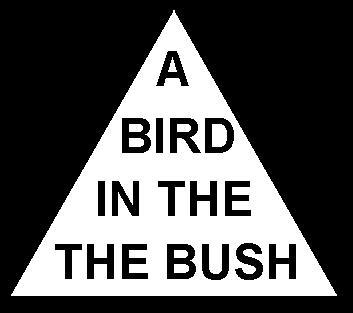 A
BIRD
IN THE
THE BUSH